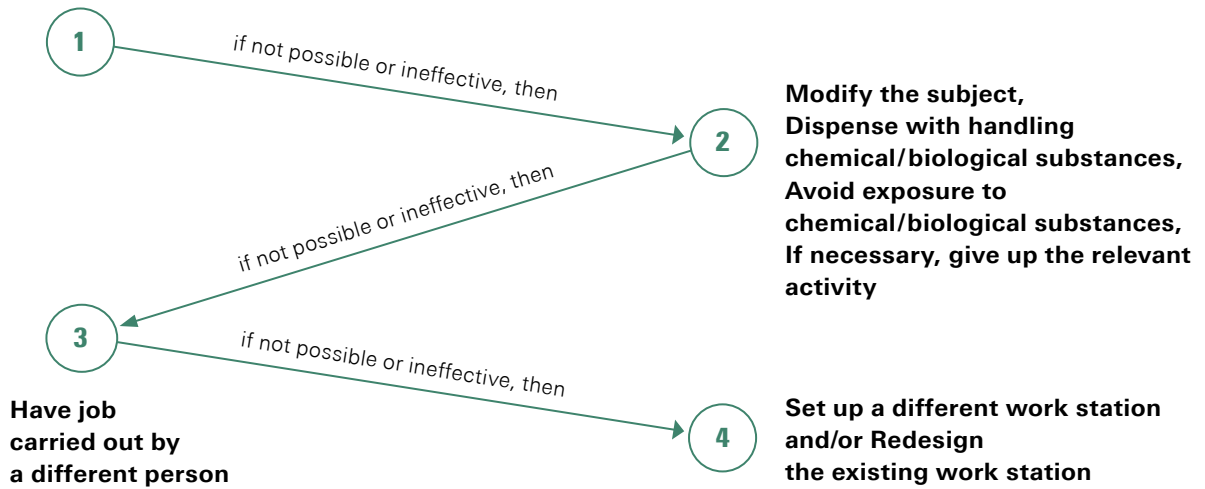 1
if not possible or ineffective, then
2
Modify the subject,
Dispense with handling
chemical/biological substances,
Avoid exposure to
chemical/biological substances,
If necessary, give up the relevant
activity
if not possible or ineffective, then
3
Have job
carried out by
a different person
if not possible or ineffective, then
4
Set up a different work station
and/or Redesign
the existing work station